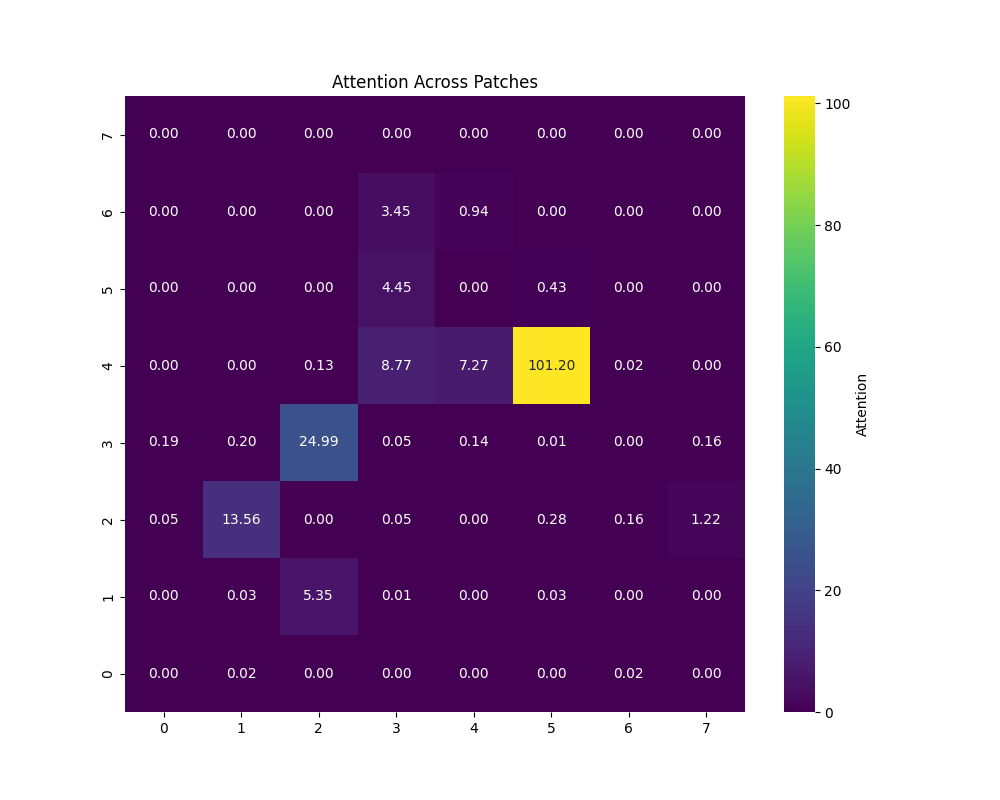 Attention Across Patches
7 0.00 0.00 0.00 0.00 0.00 0.00 0.00 0.00
6 0.00 0.00 0.00 3.45 0.94 0.00 0.00 0.00
5 0.00 0.00 0.00 4.45 0.00 0.43 0.00 0.00
4 0.00 0.00 0.13 8.77 7.27 101.20 0.02 0.00
3 0.19 0.20 24.99 0.05 0.14 0.01 0.00 0.16
2 0.05 13.56 0.00 0.05 0.00 0.28 0.16 1.22
1 0.00 0.03 5.35 0.01 0.00 0.03 0.00 0.00
0 0.00 0.02 0.00 0.00 0.00 0.00 0.02 0.00
0 1 2 3 4 5 6 7
100
80
60
40
20
0
Attention